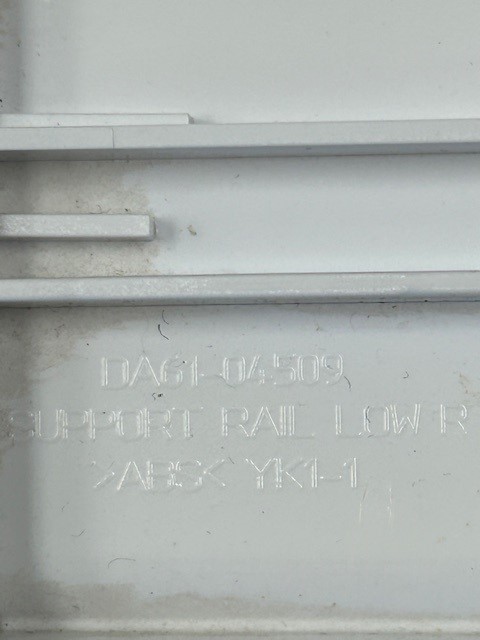 DA61-04509
SUPPORT RAIL LOW R
>ABS< YK1-1